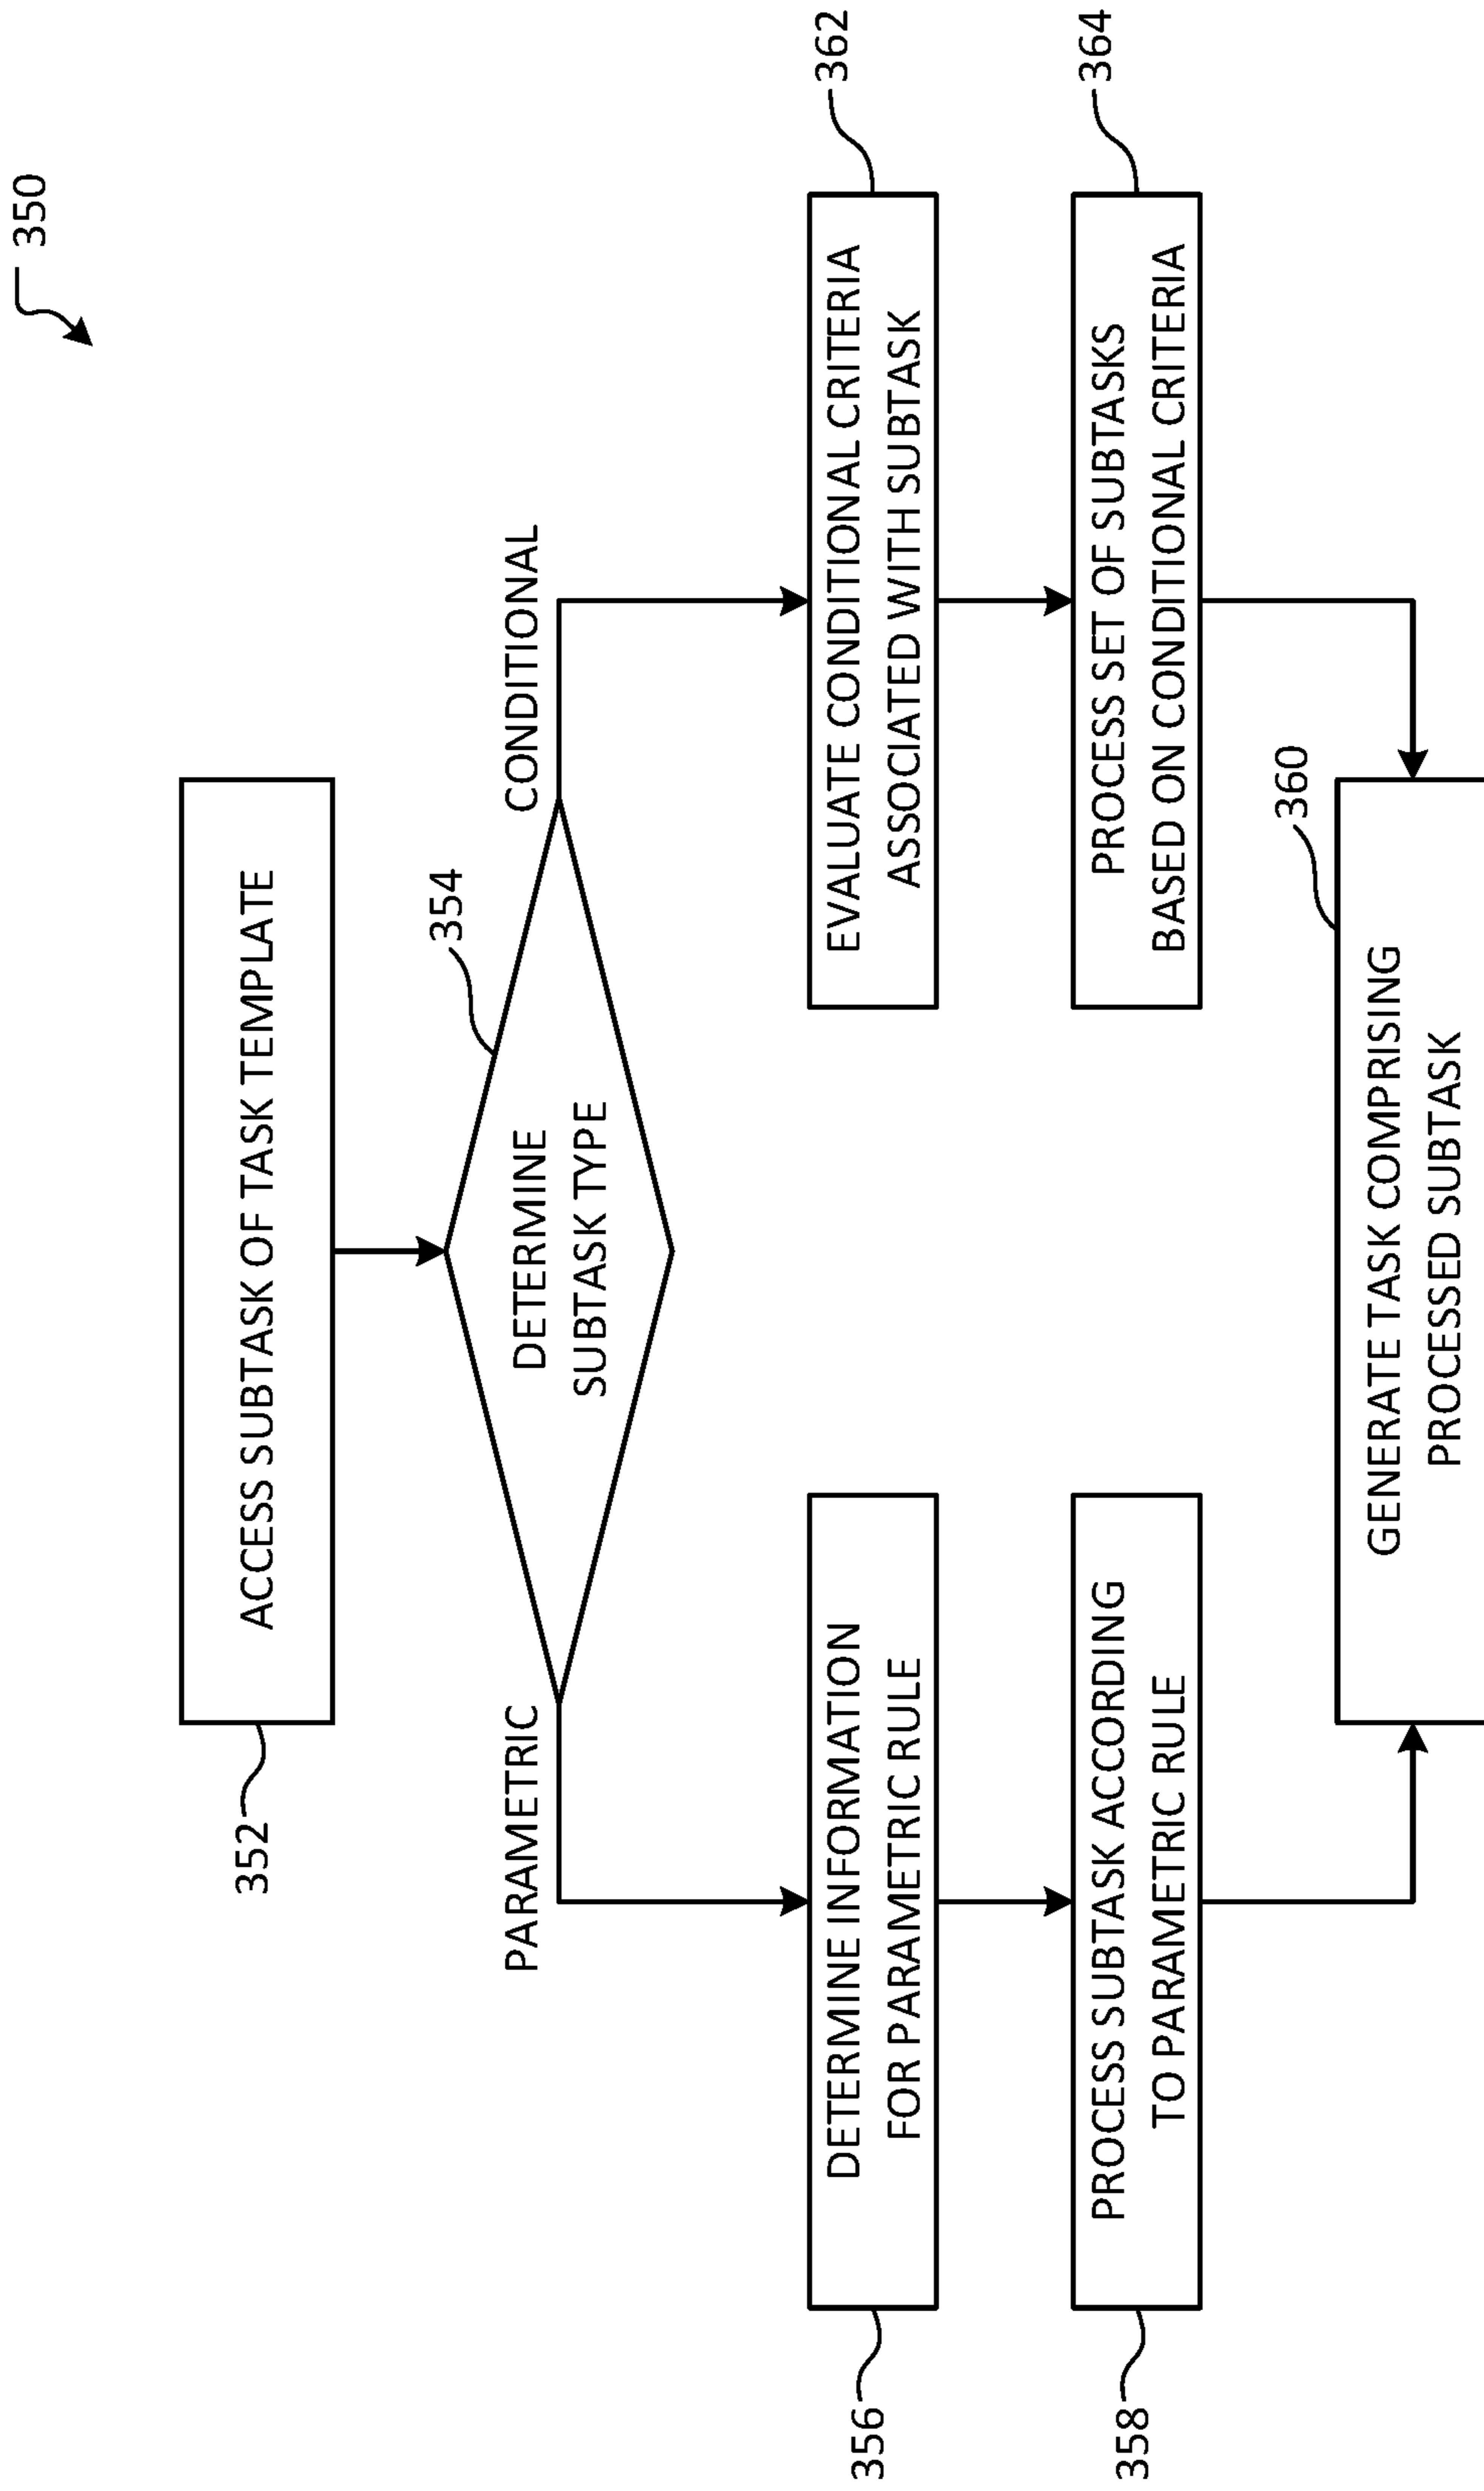 350
ACCESS SUBTASK OF TASK TEMPLATE
352
354
DETERMINE
SUBTASK TYPE
PARAMETRIC
CONDITIONAL
DETERMINE INFORMATION
FOR PARAMETRIC RULE
356
EVALUATE CONDITIONAL CRITERIA
ASSOCIATED WITH SUBTASK
362
PROCESS SUBTASK ACCORDING
TO PARAMETRIC RULE
358
PROCESS SET OF SUBTASKS
BASED ON CONDITIONAL CRITERIA
364
360
GENERATE TASK COMPRISING
PROCESSED SUBTASK